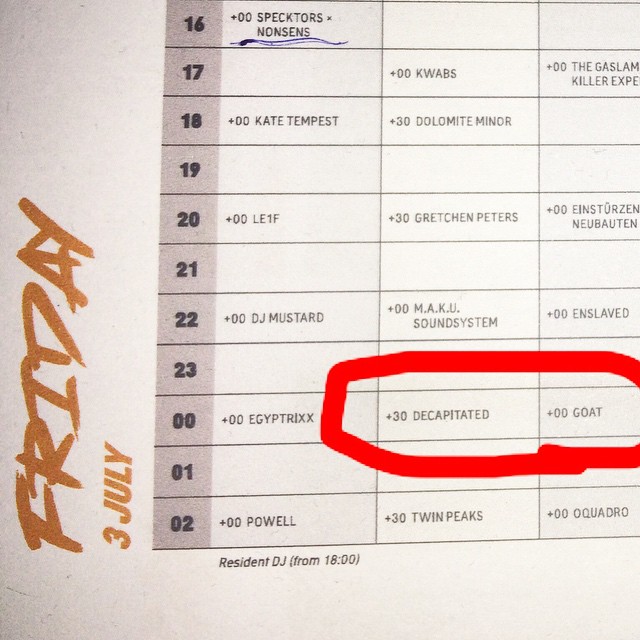 FRIDAY
3 JULY
16 +00 SPECKTORS ×
NONSENS
17 +00 KWABS +00 THE GASLAM
KILLER EXPE
18 +00 KATE TEMPEST +30 DOLOMITE MINOR
19
20 +00 LE1F +30 GRETCHEN PETERS +00 EINSTÜRZEN
NEUBAUTEN
21
22 +00 DJ MUSTARD +00 M.A.K.U. +00 ENSLAVED
SOUNDSYSTEM
23
00 +00 EGYPTRIXX +30 DECAPITATED +00 GOAT
01
02 +00 POWELL +30 TWIN PEAKS +00 OQUADRO
Resident DJ (from 18:00)